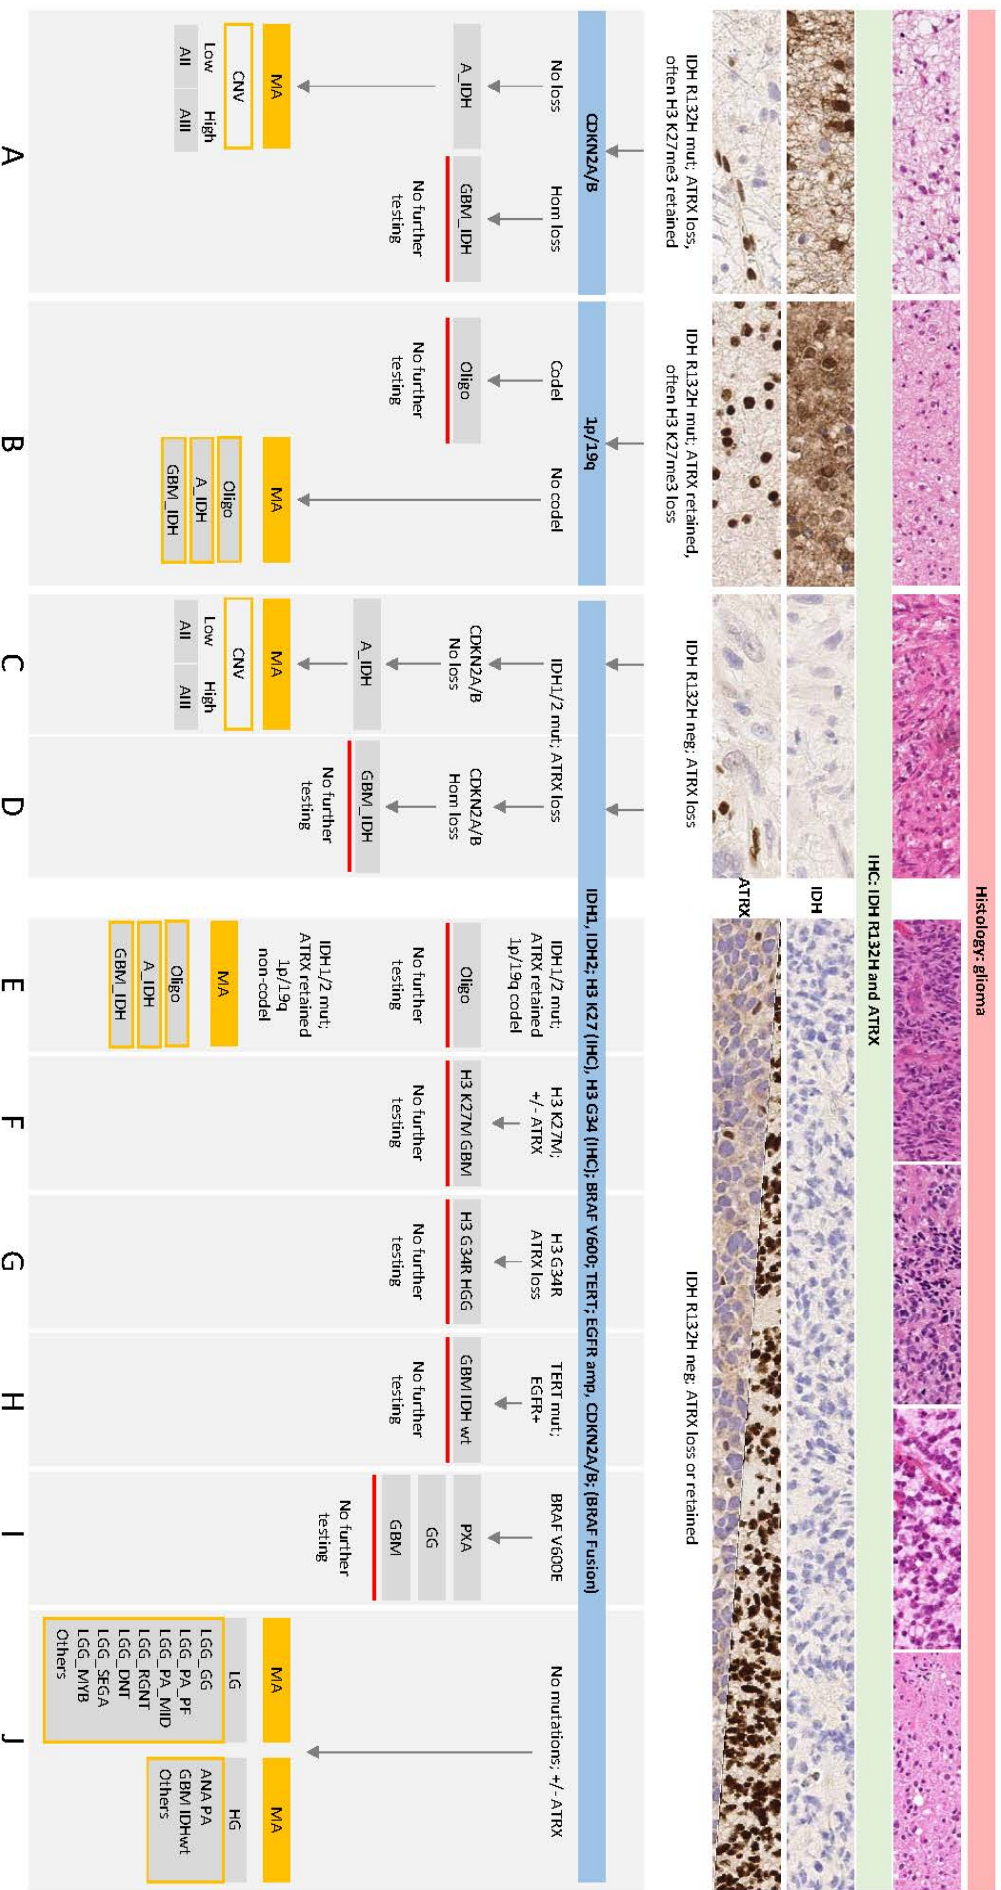 Histology: glioma
IHC: IDH R132H and ATRX
IDH
ATRX
IDH R132H mut; ATRX loss,
often H3 K27me3 retained
IDH R132H mut; ATRX retained,
often H3 K27me3 loss
IDH R132H neg; ATRX loss
IDH R132H neg; ATRX loss or retained
CDKN2A/B
1p/19q
IDH1, IDH2; H3 K27 (IHC), H3 G34 (IHC); BRAF V600; TERT; EGFR amp, CDKN2A/B; (BRAF Fusion)
No loss
A_IDH
MA
CNV
Low High
AII AIII
Hom loss
GBM_IDH
No further
testing
A
Codel
Oligo
No further
testing
No codel
MA
Oligo
A_IDH
GBM_IDH
B
IDH1/2 mut; ATRX loss
CDKN2A/B
No loss
A_IDH
MA
CNV
Low High
AII AIII
C
CDKN2A/B
Hom loss
GBM_IDH
No further
testing
D
IDH1/2 mut;
ATRX retained
1p/19q codel
Oligo
No further
testing
IDH1/2 mut;
ATRX retained
1p/19q
non-codel
MA
Oligo
A_IDH
GBM_IDH
E
H3 K27M;
+/- ATRX
H3 K27M GBM
No further
testing
F
H3 G34R
ATRX loss
H3 G34R HGG
No further
testing
G
TERT mut;
EGFR+
GBM IDH wt
No further
testing
H
BRAF V600E
PXA
GG
GBM
No further
testing
I
No mutations; +/- ATRX
MA
LG
LGG_GG
LGG_PA_PF
LGG_PA_MID
LGG_RGNT
LGG_DNT
LGG_SEGA
LGG_MYB
Others
MA
HG
ANA PA
GBM IDHwt
Others
J